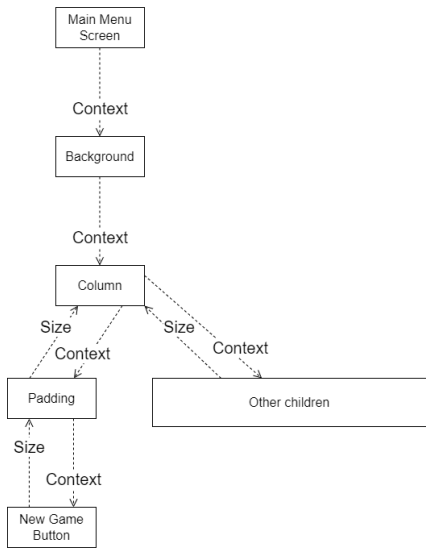 Main Menu
Screen
Context
Background
Context
Column
Size
Size
Context
Context
Padding
Other children
Size
Context
New Game
Button